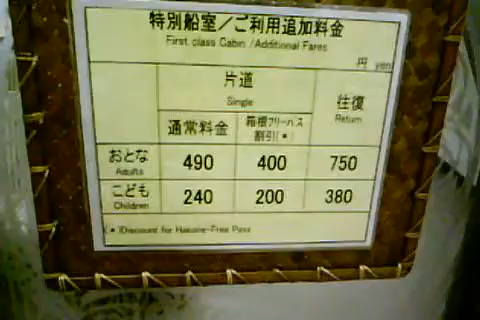 特別船室／ご利用追加料金
First class Cabin /Additional Fares
円 yen
片道
Single
往復
Return
通常料金
箱根フリーパス
割引(*)
おとな 490 400 750
Adults
こども 240 200 380
Children
(*)Discount for Hakone-Free Pass